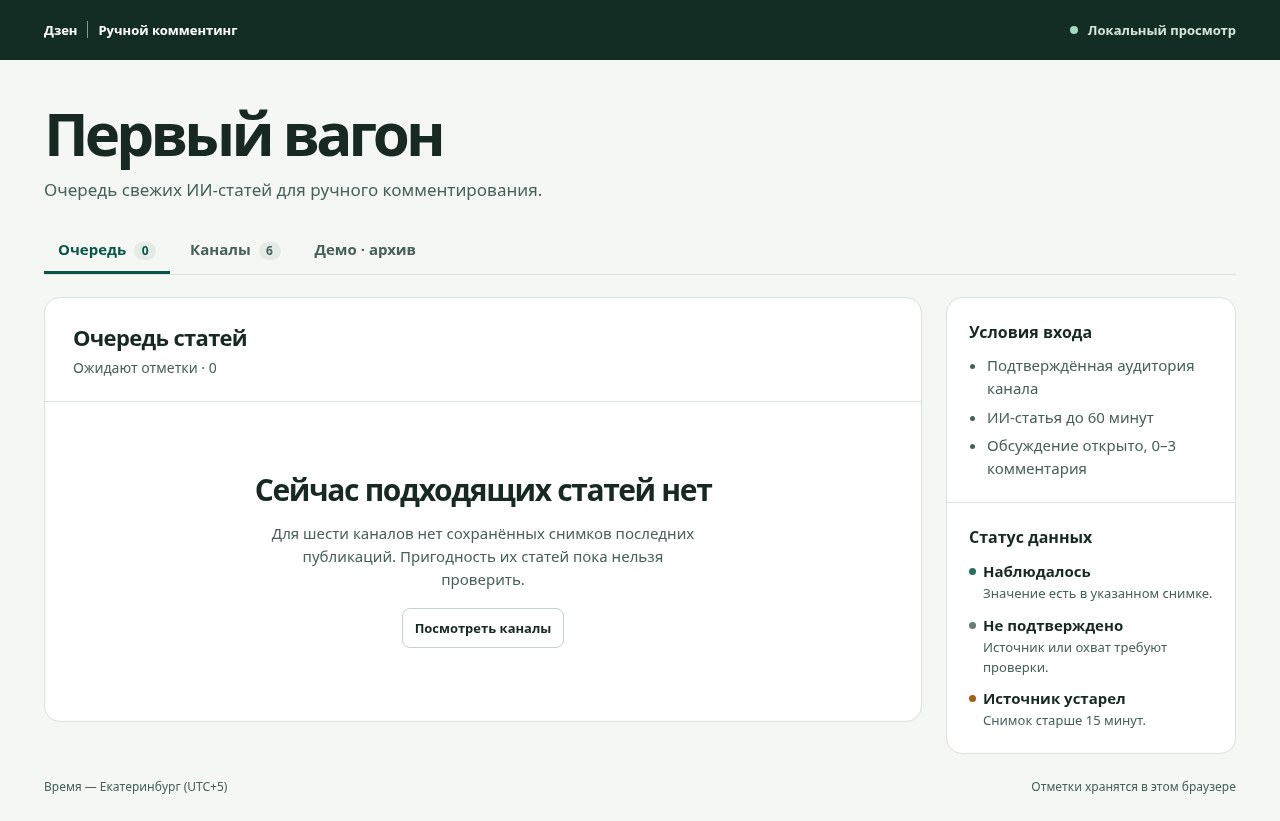 Дзен
Ручной комментинг
Локальный просмотр
Первый вагон
Очередь свежих ИИ-статей для ручного комментирования.
Очередь 0
Каналы 6
Демо · архив
Очередь статей
Ожидают отметки · 0
Сейчас подходящих статей нет
Для шести каналов нет сохранённых снимков последних
публикаций. Пригодность их статей пока нельзя
проверить.
Посмотреть каналы
Условия входа
• Подтверждённая аудитория
канала
• ИИ-статья до 60 минут
• Обсуждение открыто, 0–3
комментария
Статус данных
Наблюдалось
Значение есть в указанном снимке.
Не подтверждено
Источник или охват требуют
проверки.
Источник устарел
Снимок старше 15 минут.
Время — Екатеринбург (UTC+5)
Отметки хранятся в этом браузере